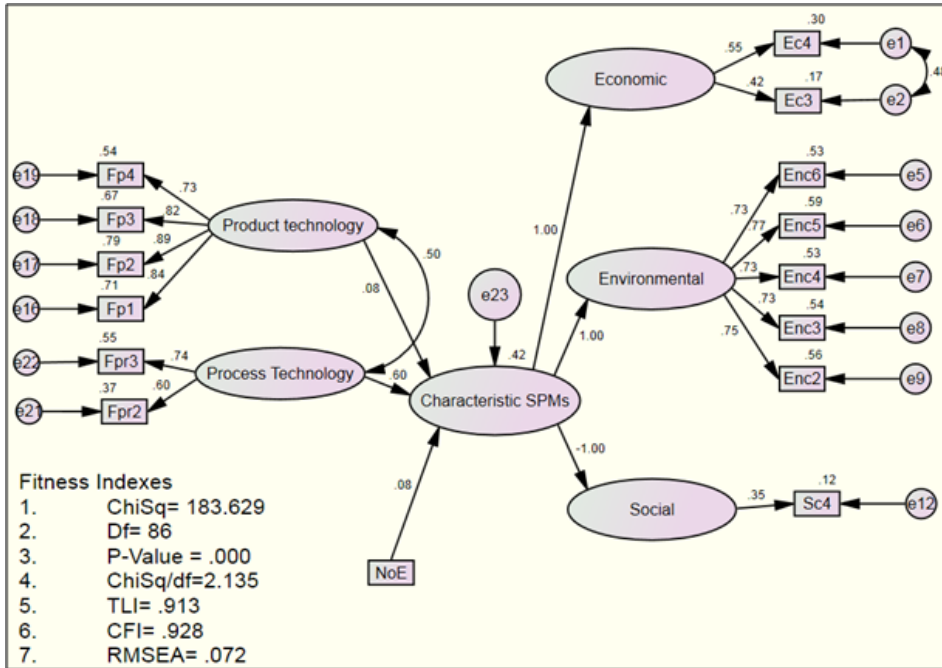 .30
.55 Ec4 e1
Economic
.48
.17
.42 Ec3 e2
.54
e19 Fp4
.73
.67
e18 Fp3 .82
Product technology
.79
e17 Fp2 .89
.84
.71
e16 Fp1
.50
.08
.55
e22 Fpr3 .74
Process Technology
.37 .60
e21 Fpr2
.60
e23
.42
Characteristic SPMs
1.00
1.00
-1.00
.53
Enc6 e5
.73
.59
.77 Enc5 e6
Environmental
.53
.73 Enc4 e7
.54
.73 Enc3 e8
.56
.75 Enc2 e9
.12
Social .35 Sc4 e12
.08
NoE
Fitness Indexes
1. ChiSq= 183.629
2. Df= 86
3. P-Value = .000
4. ChiSq/df=2.135
5. TLI= .913
6. CFI= .928
7. RMSEA= .072